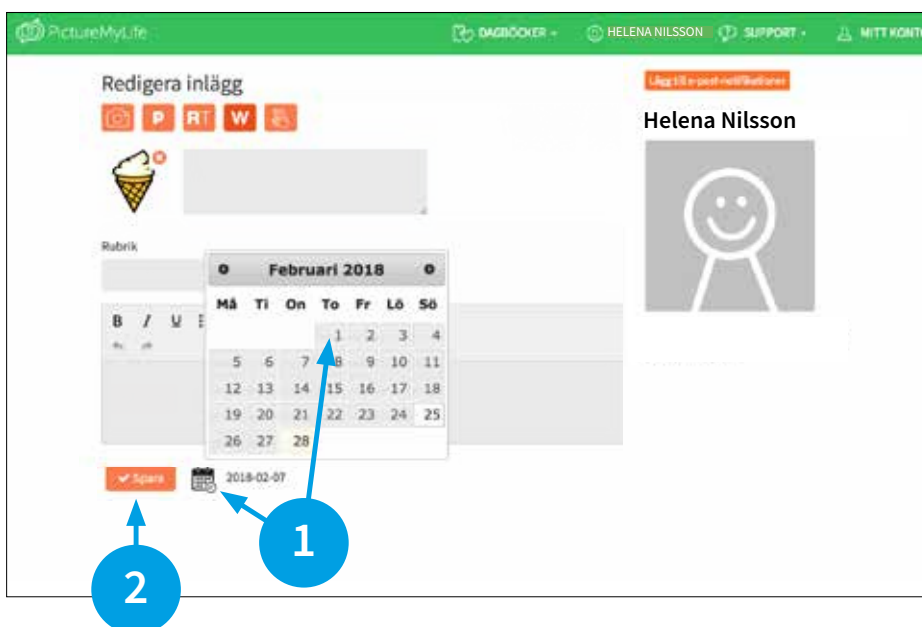 PictureMyLife DAGBÖCKER HELENA NILSSON SUPPORT MITT KONTO
Redigera inlägg
Lägg till e-post-notifikationer
P RT W
Helena Nilsson
Rubrik
Februari 2018
Må Ti On To Fr Lö Sö
B I U
1 2 3 4
5 6 7 8 9 10 11
12 13 14 15 16 17 18
19 20 21 22 23 24 25
26 27 28
Spara 2018-02-07
1
2